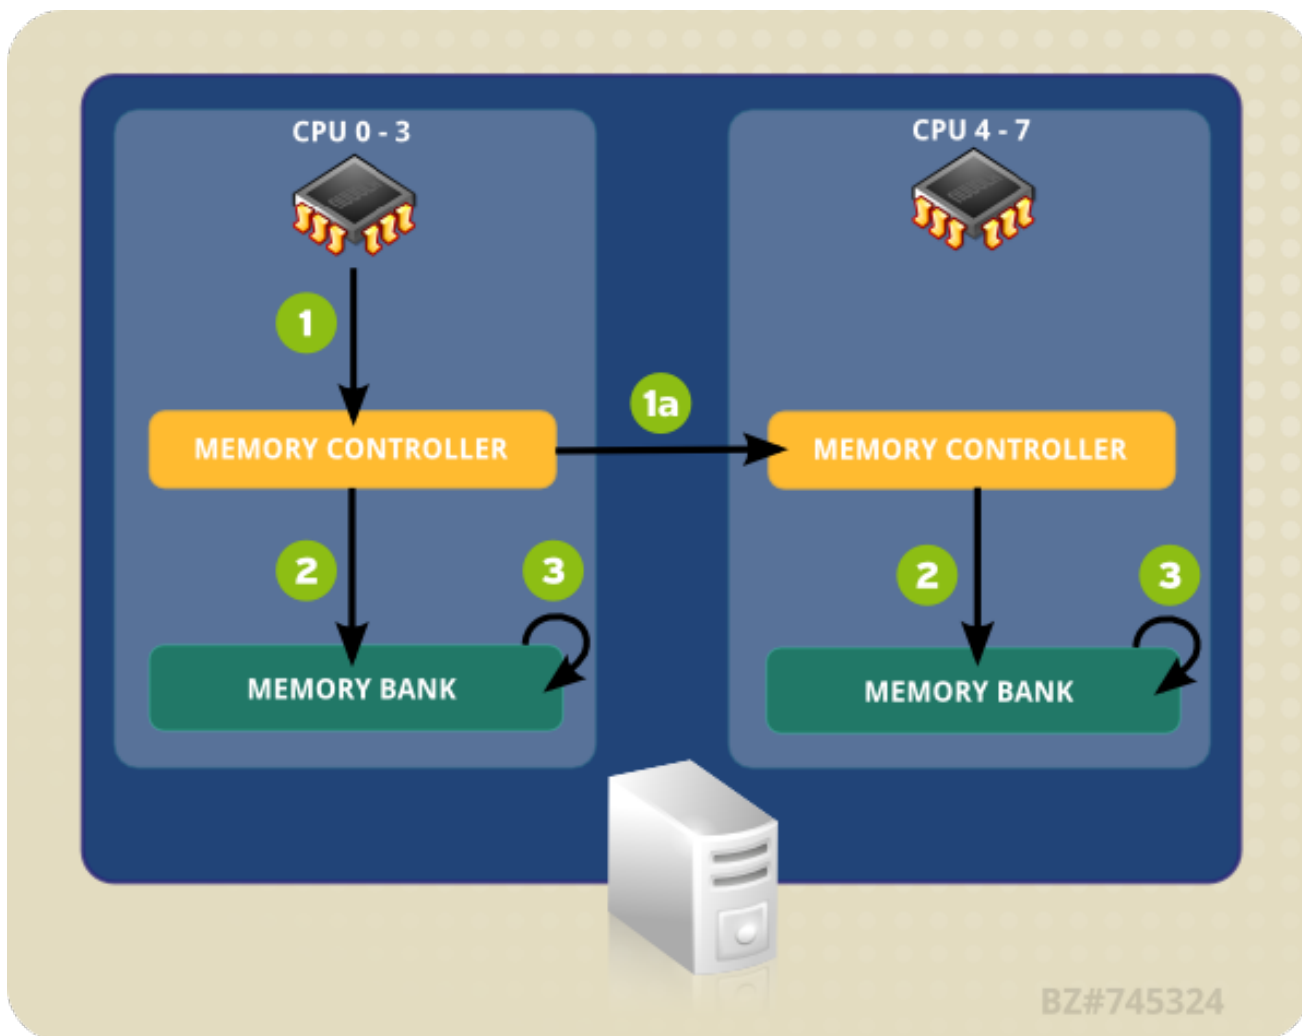 CPU 0 - 3
CPU 4 - 7
1
1a
MEMORY CONTROLLER
MEMORY CONTROLLER
2
3
2
3
MEMORY BANK
MEMORY BANK
BZ#745324